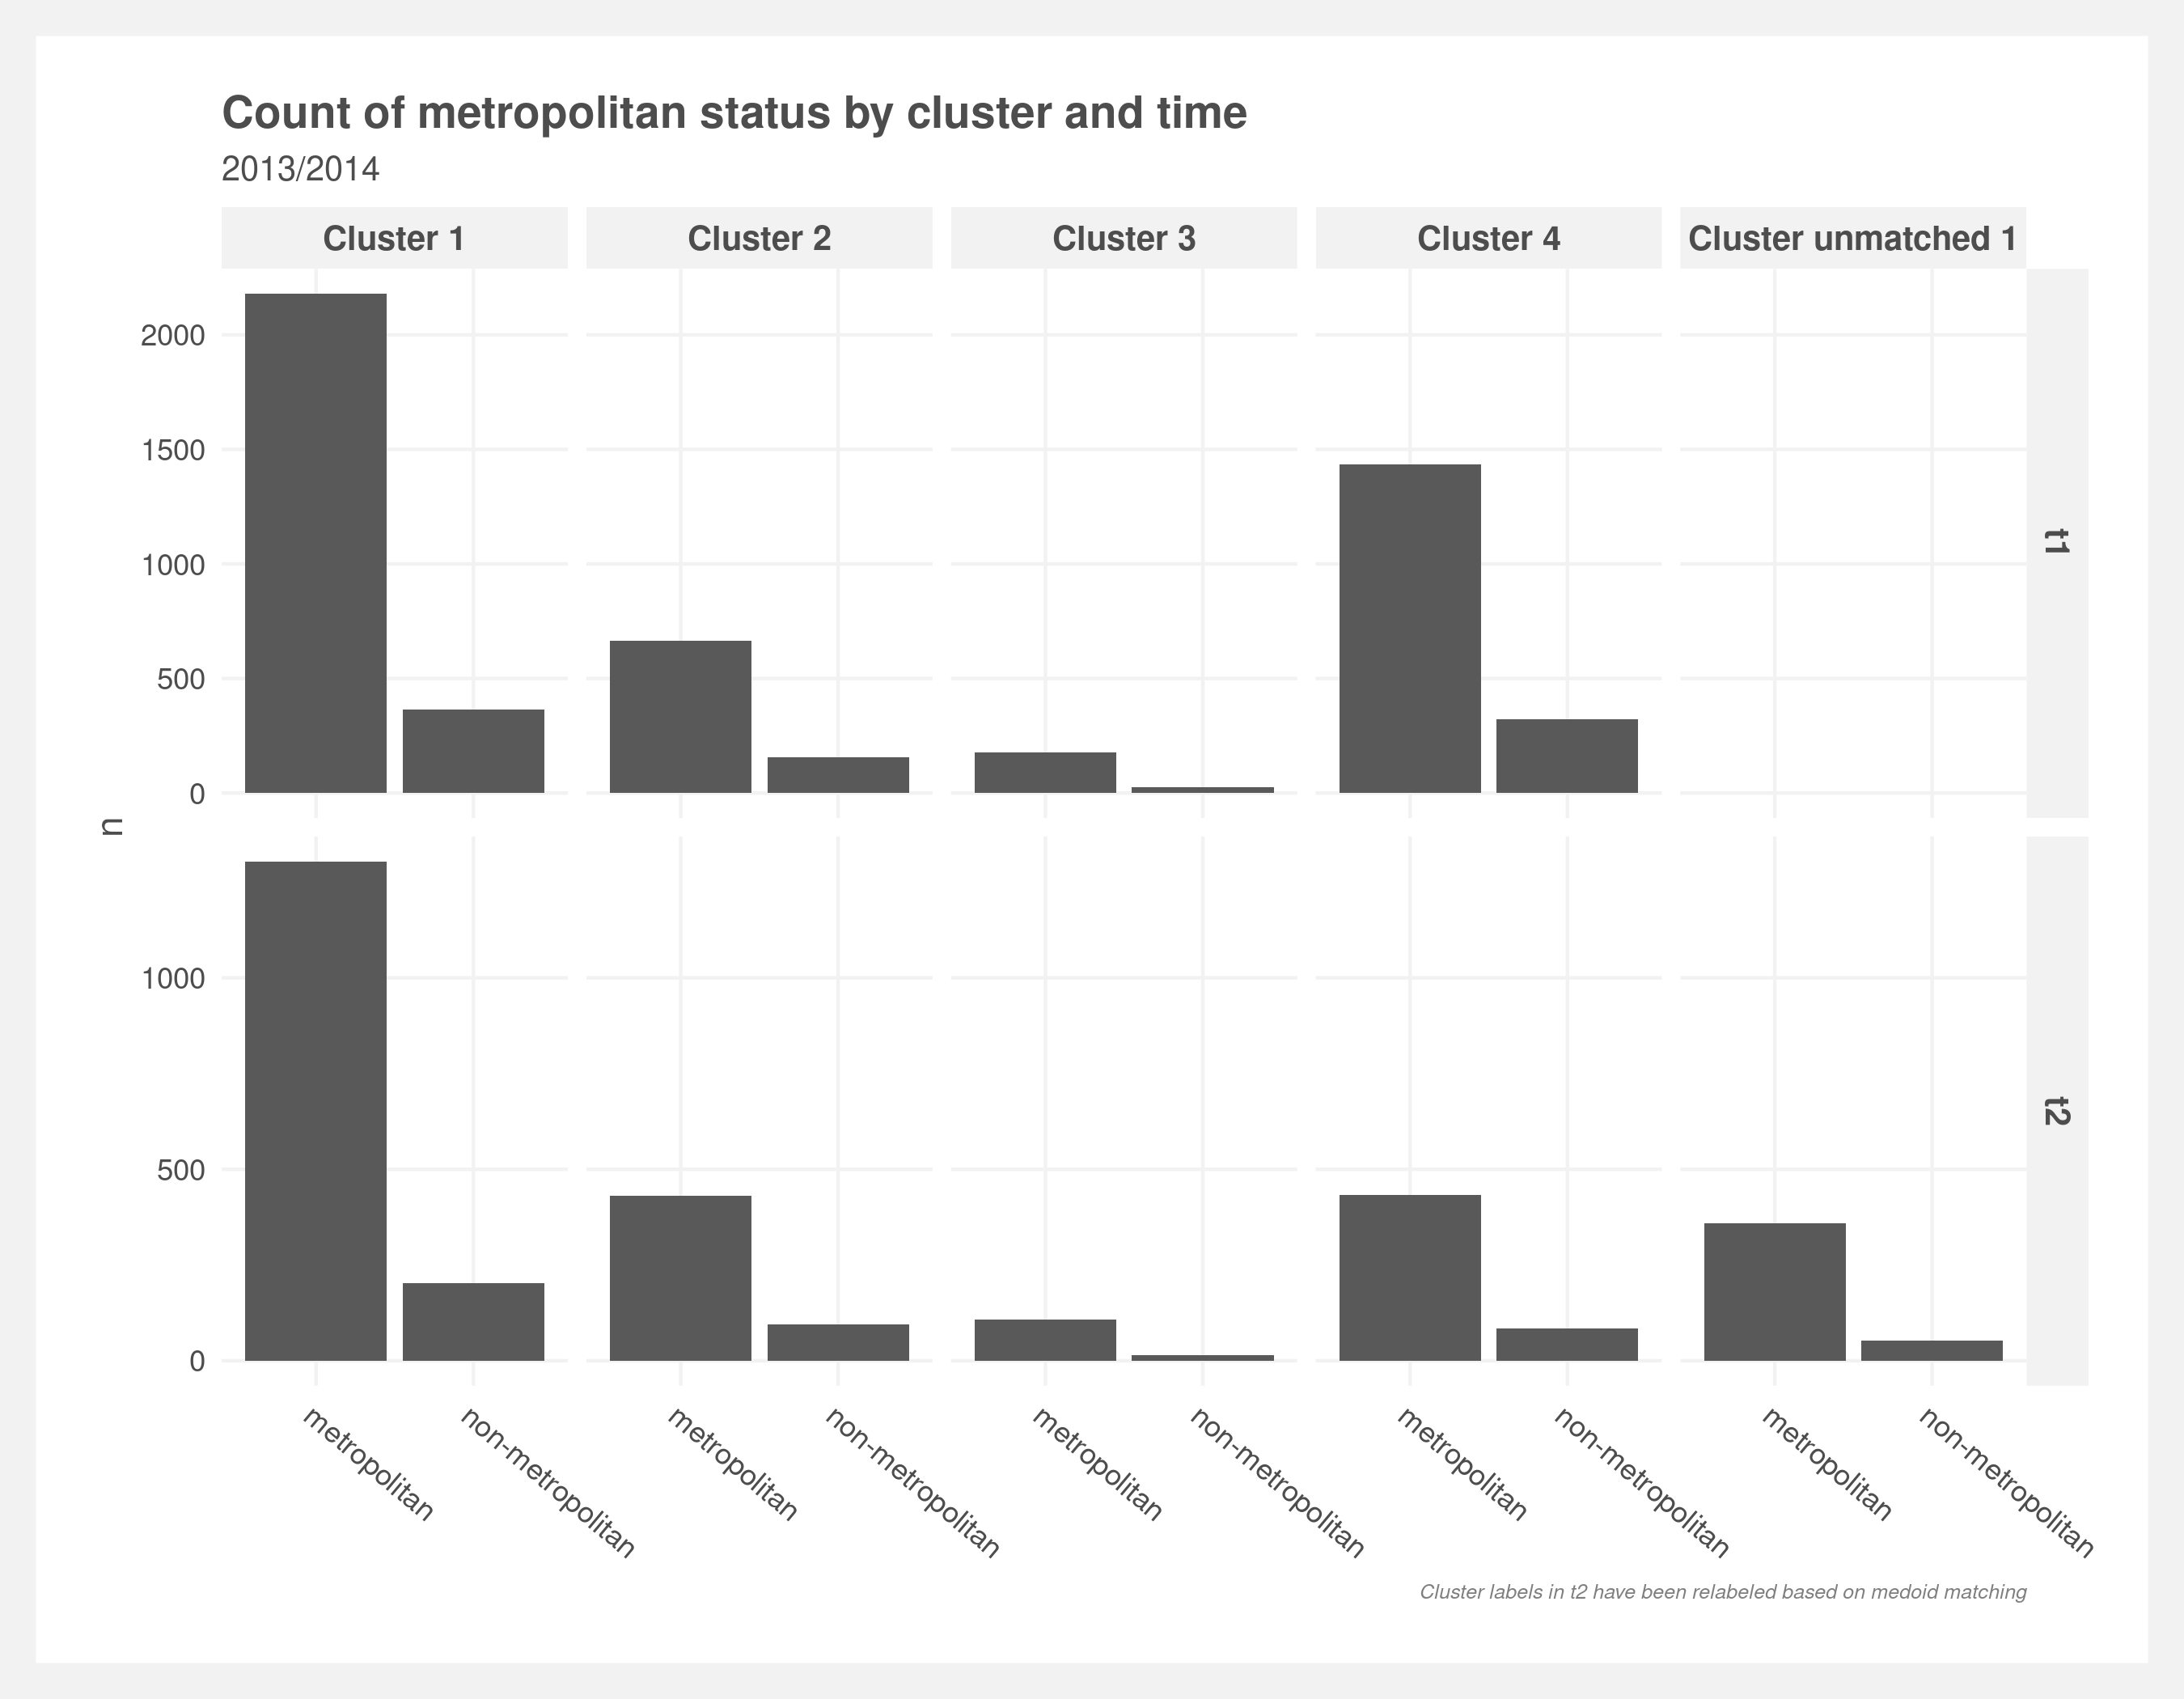 Count of metropolitan status by cluster and time
2013/2014
Cluster 1
Cluster 2
Cluster 3
Cluster 4
Cluster unmatched 1
2000
1500
1000
500
0
t1
n
1000
500
0
t2
metropolitan
non-metropolitan
metropolitan
non-metropolitan
metropolitan
non-metropolitan
metropolitan
non-metropolitan
metropolitan
non-metropolitan
Cluster labels in t2 have been relabeled based on medoid matching